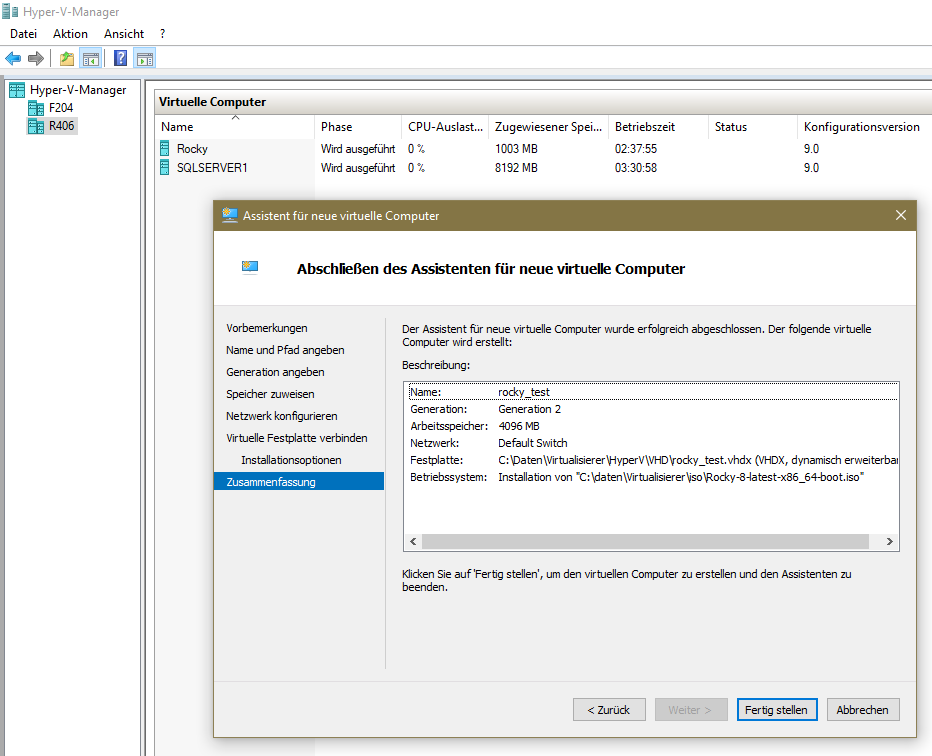 Hyper-V-Manager
Datei Aktion Ansicht ?
Hyper-V-Manager
F204
R406
Virtuelle Computer
Name Phase CPU-Auslast... Zugewiesener Spei... Betriebszeit Status Konfigurationsversion
Rocky Wird ausgeführt 0 % 1003 MB 02:37:55 9.0
SQLSERVER1 Wird ausgeführt 0 % 8192 MB 03:30:58 9.0
Assistent für neue virtuelle Computer
Abschließen des Assistenten für neue virtuelle Computer
Vorbemerkungen
Name und Pfad angeben
Generation angeben
Speicher zuweisen
Netzwerk konfigurieren
Virtuelle Festplatte verbinden
Installationsoptionen
Zusammenfassung
Der Assistent für neue virtuelle Computer wurde erfolgreich abgeschlossen. Der folgende virtuelle
Computer wird erstellt:
Beschreibung:
Name: rocky_test
Generation: Generation 2
Arbeitsspeicher: 4096 MB
Netzwerk: Default Switch
Festplatte: C:\Daten\Virtualisierer\HyperV\VHD\rocky_test.vhdx (VHDX, dynamisch erweiterbar
Betriebssystem: Installation von "C:\daten\Virtualisierer\iso\Rocky-8-latest-x86_64-boot.iso"
Klicken Sie auf 'Fertig stellen', um den virtuellen Computer zu erstellen und den Assistenten zu
beenden.
< Zurück Weiter > Fertig stellen Abbrechen